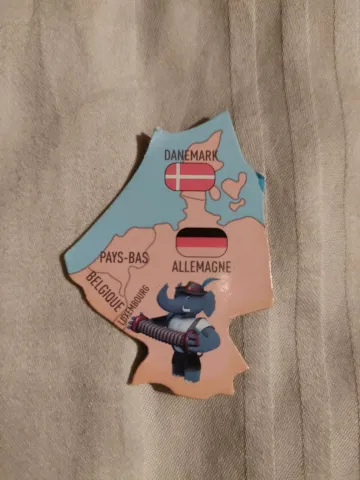 DANEMARK
PAYS-BAS
ALLEMAGNE
BELGIQUE
LUXEMBOURG